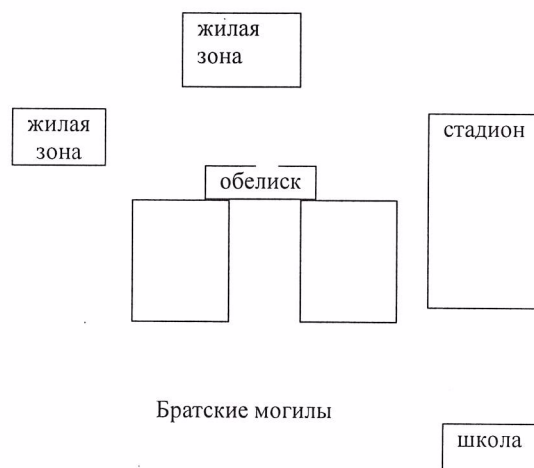 жилая
зона
жилая
зона
стадион
обелиск
Братские могилы
школа